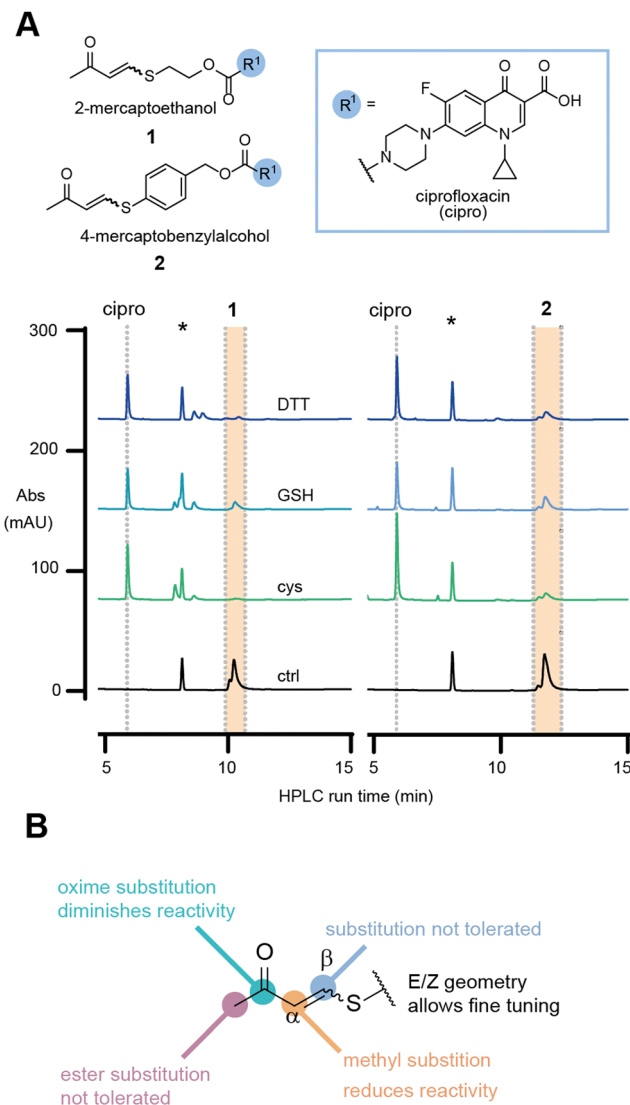 A
O
S
O
O
R¹
2-mercaptoethanol
1
O
S
O
O
R¹
4-mercaptobenzylalcohol
2
R¹ =
F
O
O
OH
N
N
N
ciprofloxacin
(cipro)
cipro
*
1
cipro
*
2
300
200
100
0
Abs
(mAU)
DTT
GSH
cys
ctrl
5
10
15
5
10
15
HPLC run time (min)
B
oxime substitution
diminishes reactivity
substitution not tolerated
O
β
α
S
E/Z geometry
allows fine tuning
ester substitution
not tolerated
methyl substition
reduces reactivity